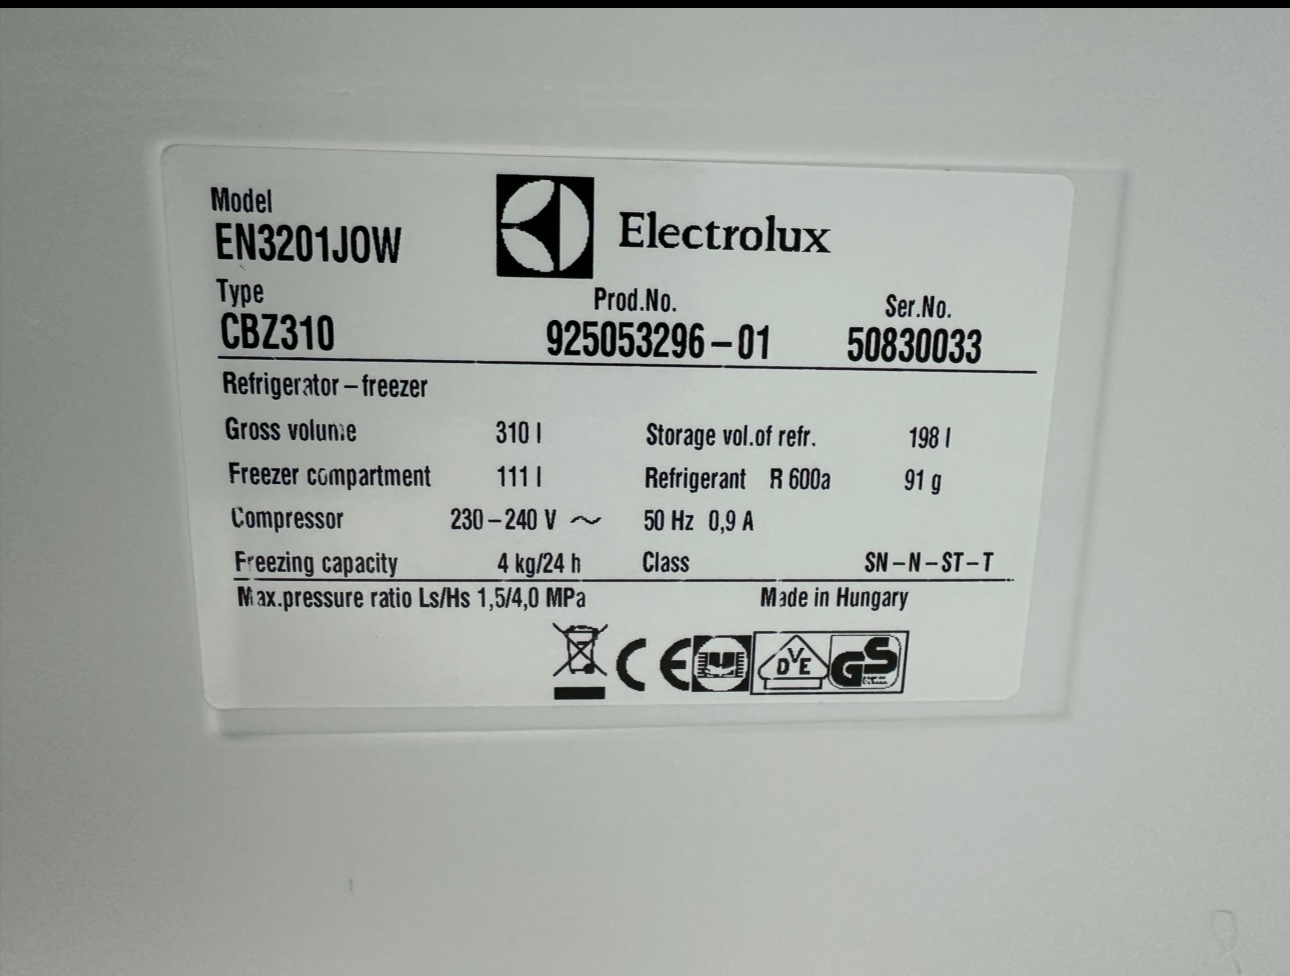 Model
EN3201JOW
Electrolux
Type
CBZ310
Prod.No.
925053296-01
Ser.No.
50830033
Refrigerator-freezer
Gross volume 310 l Storage vol.of refr. 198 l
Freezer compartment 111 l Refrigerant R 600a 91 g
Compressor 230-240 V ~ 50 Hz 0,9 A
Freezing capacity 4 kg/24 h Class SN-N-ST-T
Max.pressure ratio Ls/Hs 1,5/4,0 MPa Made in Hungary
CE DVE GS